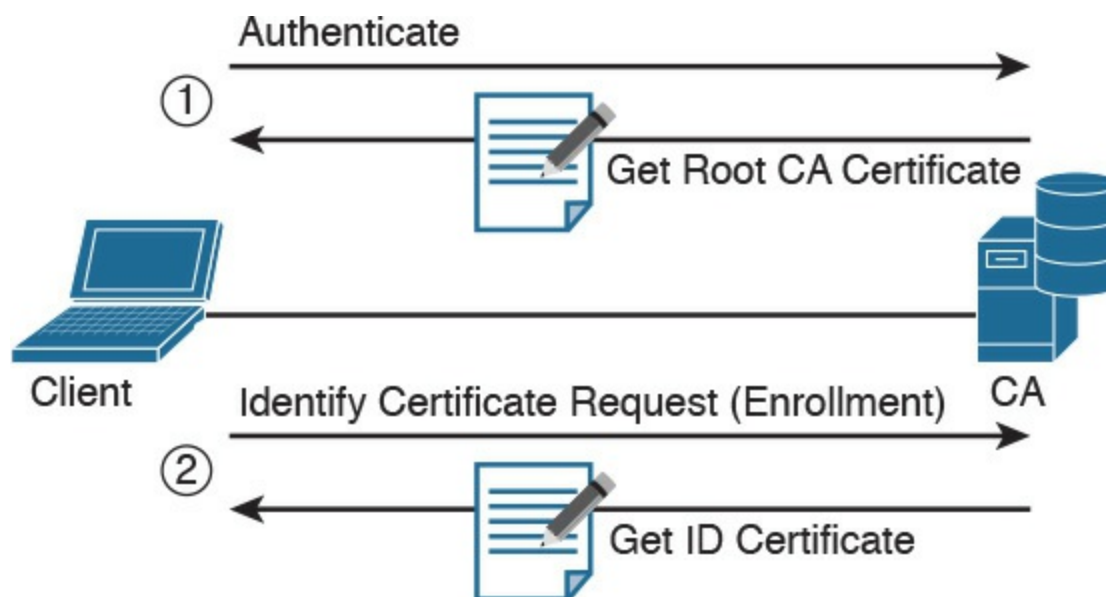 Authenticate
1
Get Root CA Certificate
Client
CA
Identify Certificate Request (Enrollment)
2
Get ID Certificate